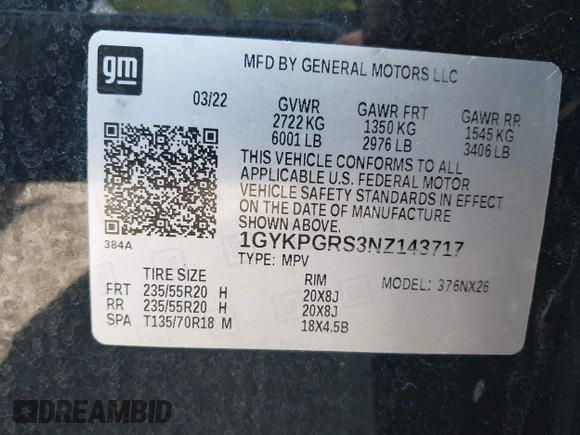 gm
MFD BY GENERAL MOTORS LLC
03/22 GVWR GAWR FRT GAWR RR
2722 KG 1350 KG 1545 KG
6001 LB 2976 LB 3406 LB
THIS VEHICLE CONFORMS TO ALL
APPLICABLE U.S. FEDERAL MOTOR
VEHICLE SAFETY STANDARDS IN EFFECT
ON THE DATE OF MANUFACTURE
SHOWN ABOVE.
384A 1GYKPGRS3NZ143717
TYPE: MPV
TIRE SIZE RIM MODEL: 376NX26
FRT 235/55R20 H 20X8J
RR 235/55R20 H 20X8J
SPA T135/70R18 M 18X4.5B
DREAMBID